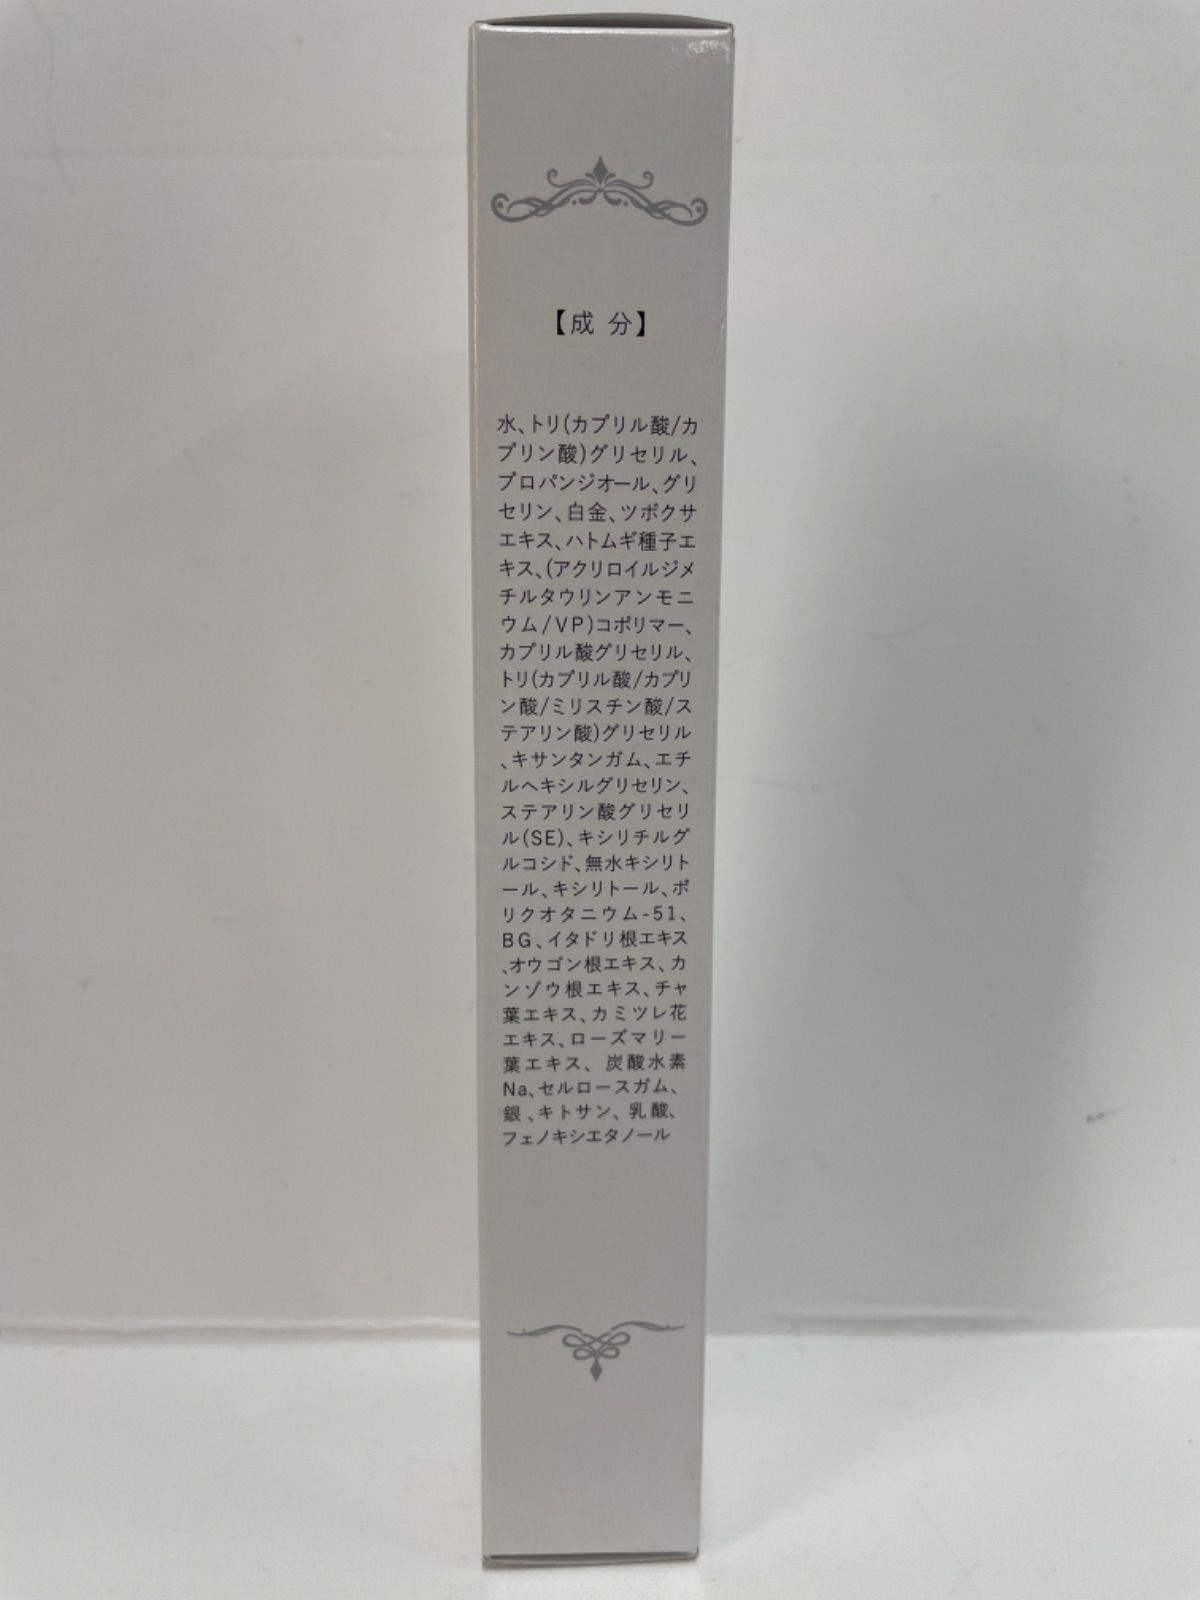 【成 分】
水、トリ(カプリル酸/カ
プリン酸)グリセリル、
プロパンジオール、グリ
セリン、白金、ツボクサ
エキス、ハトムギ種子エ
キス、(アクリロイルジメ
チルタウリンアンモニ
ウム/VP)コポリマー、
カプリル酸グリセリル、
トリ(カプリル酸/カプリ
ン酸/ミリスチン酸/ス
テアリン酸)グリセリル
、キサンタンガム、エチ
ルヘキシルグリセリン、
ステアリン酸グリセリ
ル(SE)、キシリチルグ
ルコシド、無水キシリト
ール、キシリトール、ポ
リクオタニウム-51、
BG、イタドリ根エキス
、オウゴン根エキス、カ
ンゾウ根エキス、チャ
葉エキス、カミツレ花
エキス、ローズマリー
葉エキス、 炭酸水素
Na、セルロースガム、
銀 、キトサン、 乳 酸、
フェノキシエタノール